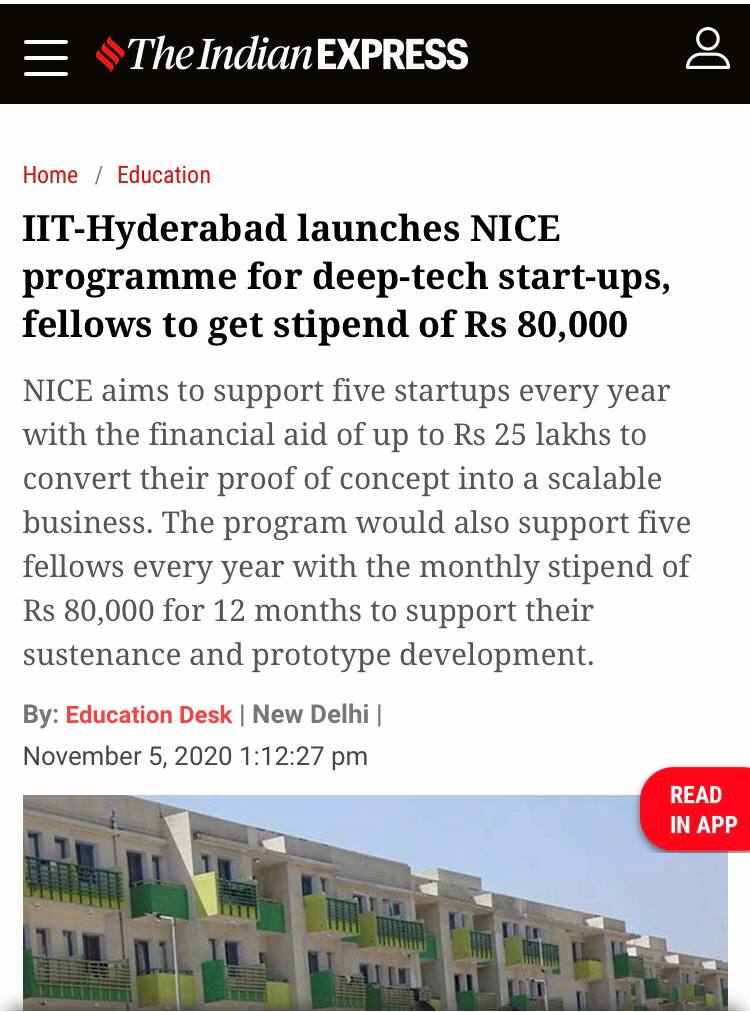 The Indian EXPRESS
Home / Education
IIT-Hyderabad launches NICE
programme for deep-tech start-ups,
fellows to get stipend of Rs 80,000
NICE aims to support five startups every year
with the financial aid of up to Rs 25 lakhs to
convert their proof of concept into a scalable
business. The program would also support five
fellows every year with the monthly stipend of
Rs 80,000 for 12 months to support their
sustenance and prototype development.
By: Education Desk | New Delhi |
November 5, 2020 1:12:27 pm
READ
IN APP